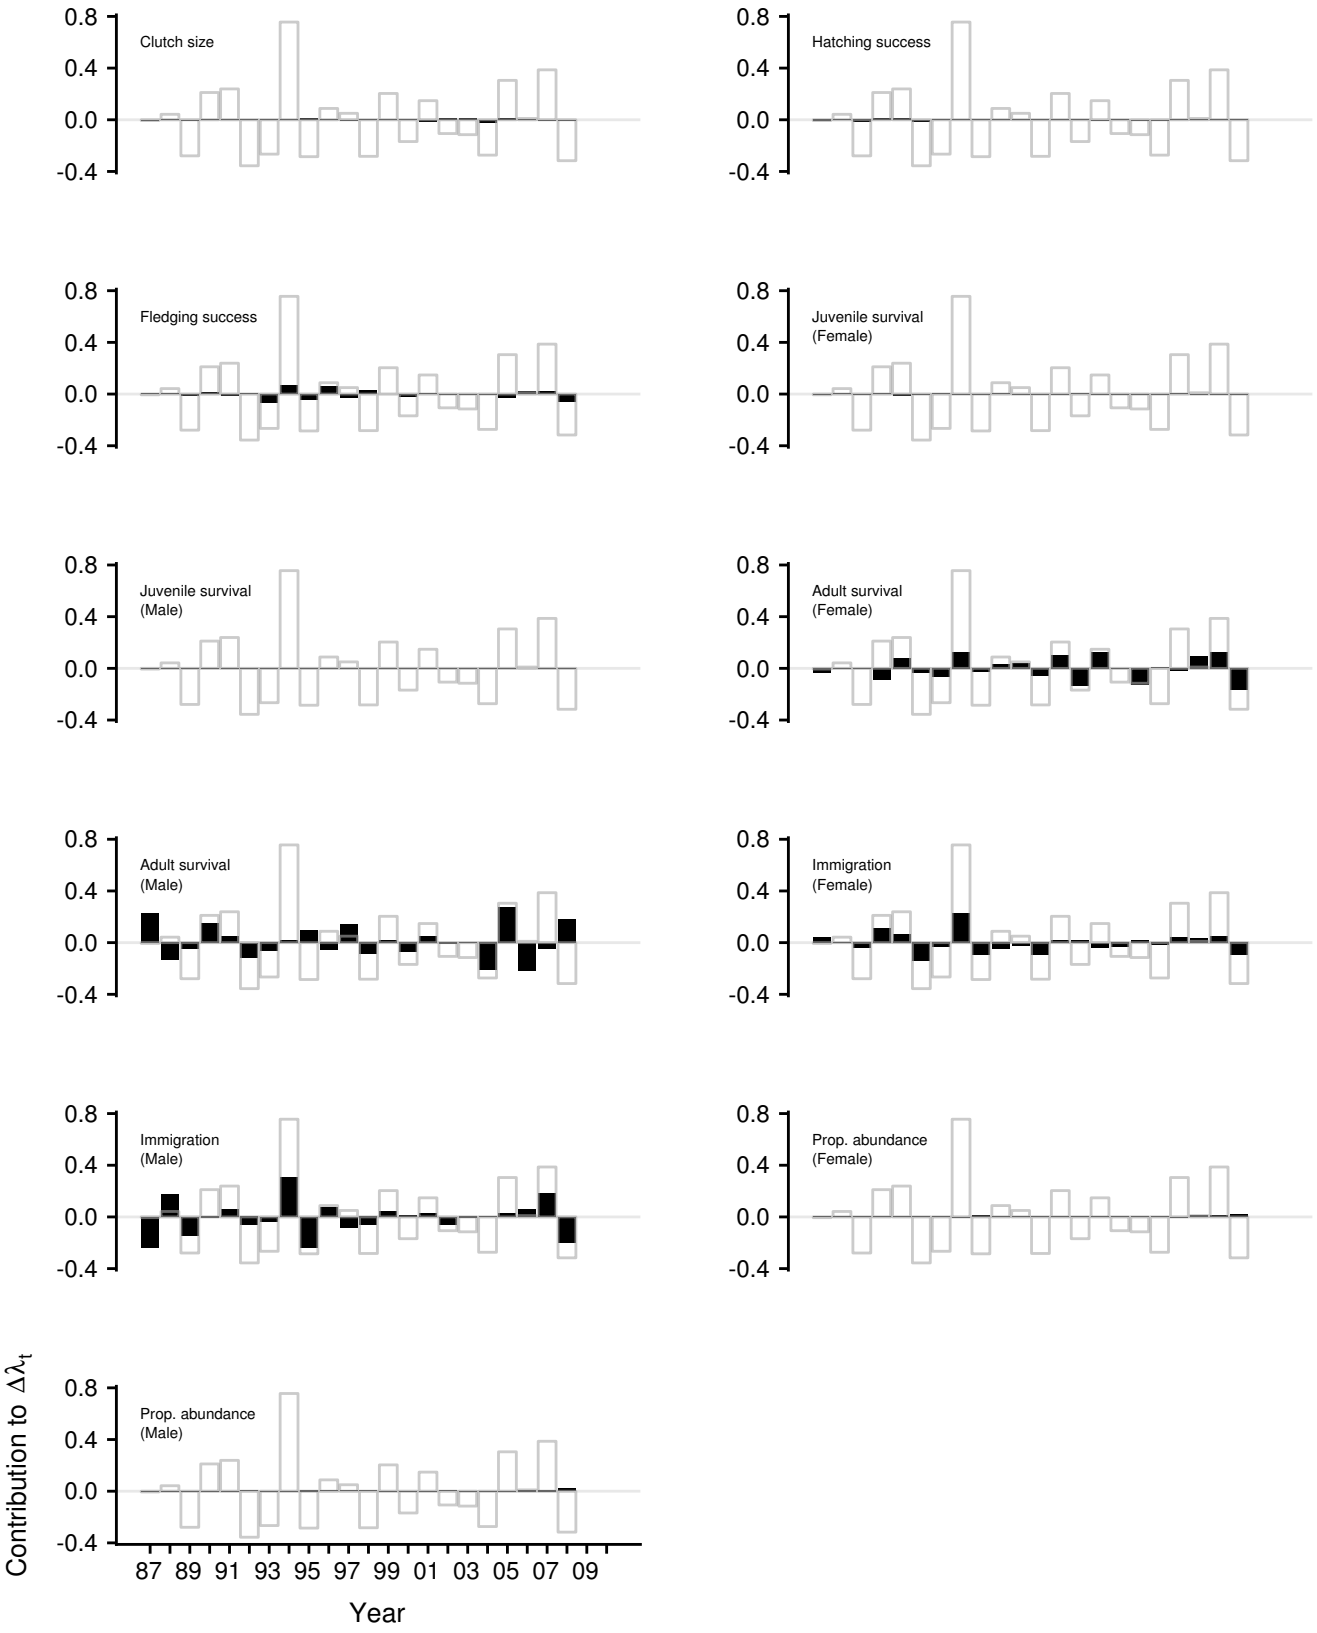 0.8
0.4
0.0
-0.4
Clutch size
0.8
0.4
0.0
-0.4
Hatching success
0.8
0.4
0.0
-0.4
Fledging success
0.8
0.4
0.0
-0.4
Juvenile survival
(Female)
0.8
0.4
0.0
-0.4
Juvenile survival
(Male)
0.8
0.4
0.0
-0.4
Adult survival
(Female)
0.8
0.4
0.0
-0.4
Adult survival
(Male)
0.8
0.4
0.0
-0.4
Immigration
(Female)
0.8
0.4
0.0
-0.4
Immigration
(Male)
0.8
0.4
0.0
-0.4
Prop. abundance
(Female)
0.8
0.4
0.0
-0.4
Prop. abundance
(Male)
87 89 91 93 95 97 99 01 03 05 07 09
Year
Contribution to Δλt